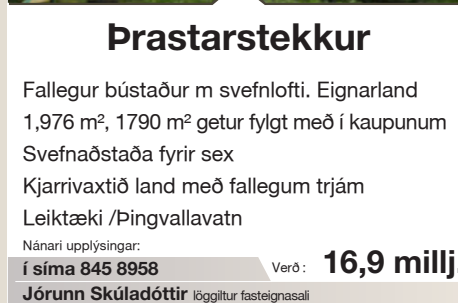 Þrastarstekkur
Fallegur bústaður m svefnlofti. Eignarland
1,976 m², 1790 m² getur fylgt með í kaupunum
Svefnaðstaða fyrir sex
Kjarrivaxtið land með fallegum trjám
Leiktæki /Þingvallavatn
Nánari upplýsingar:
í síma 845 8958
Verð : 16,9 millj.
Jórunn Skúladóttir löggiltur fasteignasali